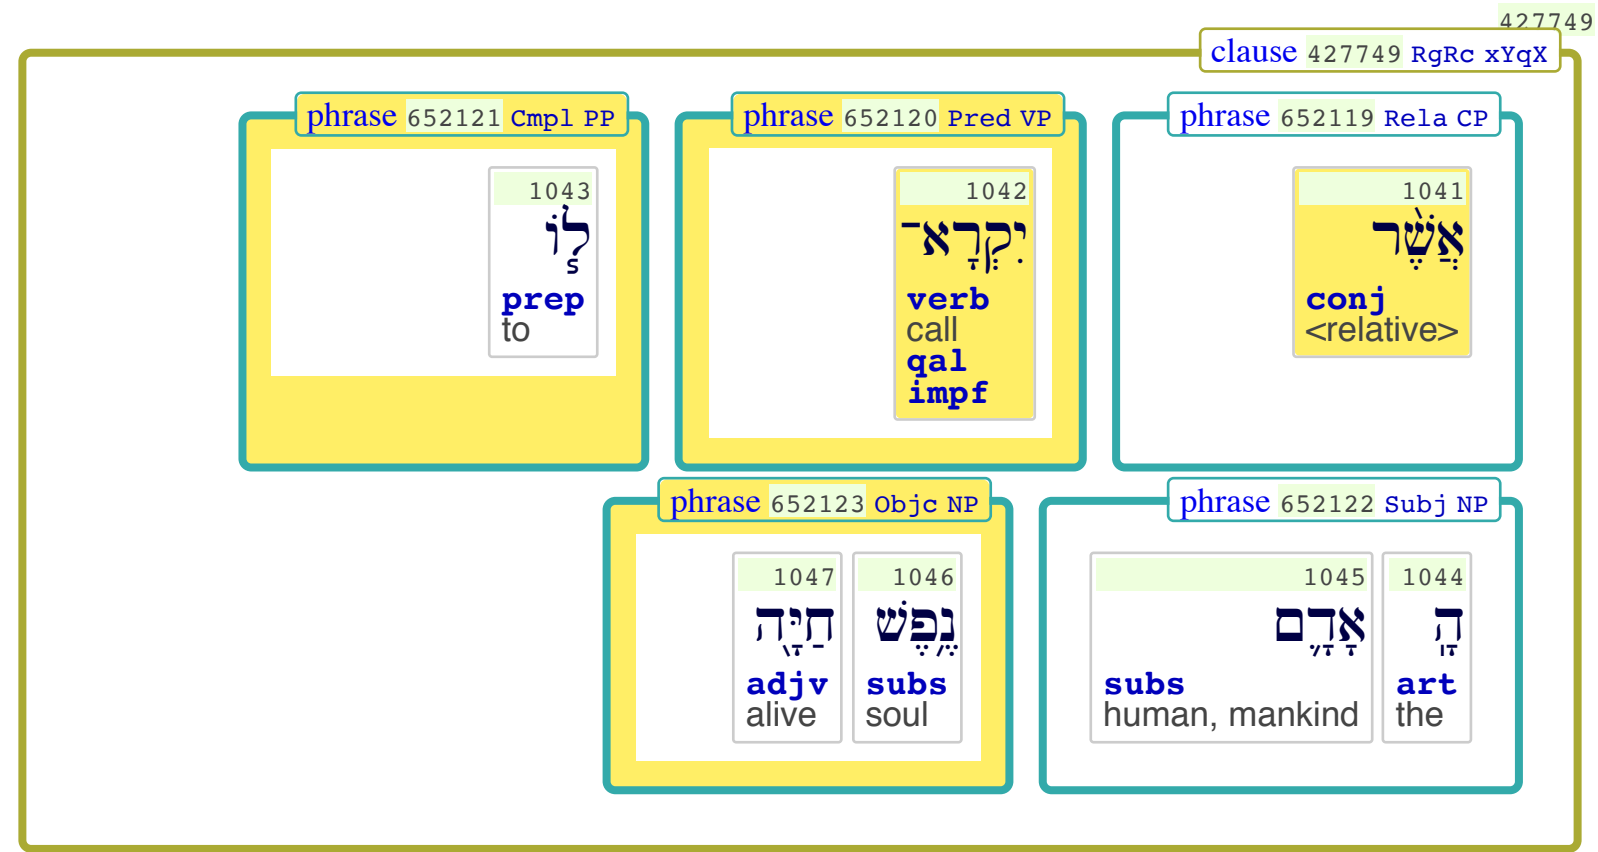 427749
clause 427749 RgRc xYqX
phrase 652119 Rela CP
1041
אֲשֶׁ֨ר
conj
<relative>
phrase 652120 Pred VP
1042
יִקְרָא־
verb
call
qal
impf
phrase 652121 Cmpl PP
1043
לֹ֧ו
prep
to
phrase 652122 Subj NP
1044
הָֽ
art
the
1045
אָדָ֛ם
subs
human, mankind
phrase 652123 Objc NP
1046
נֶ֥פֶשׁ
subs
soul
1047
חַיָּ֖ה
adjv
alive